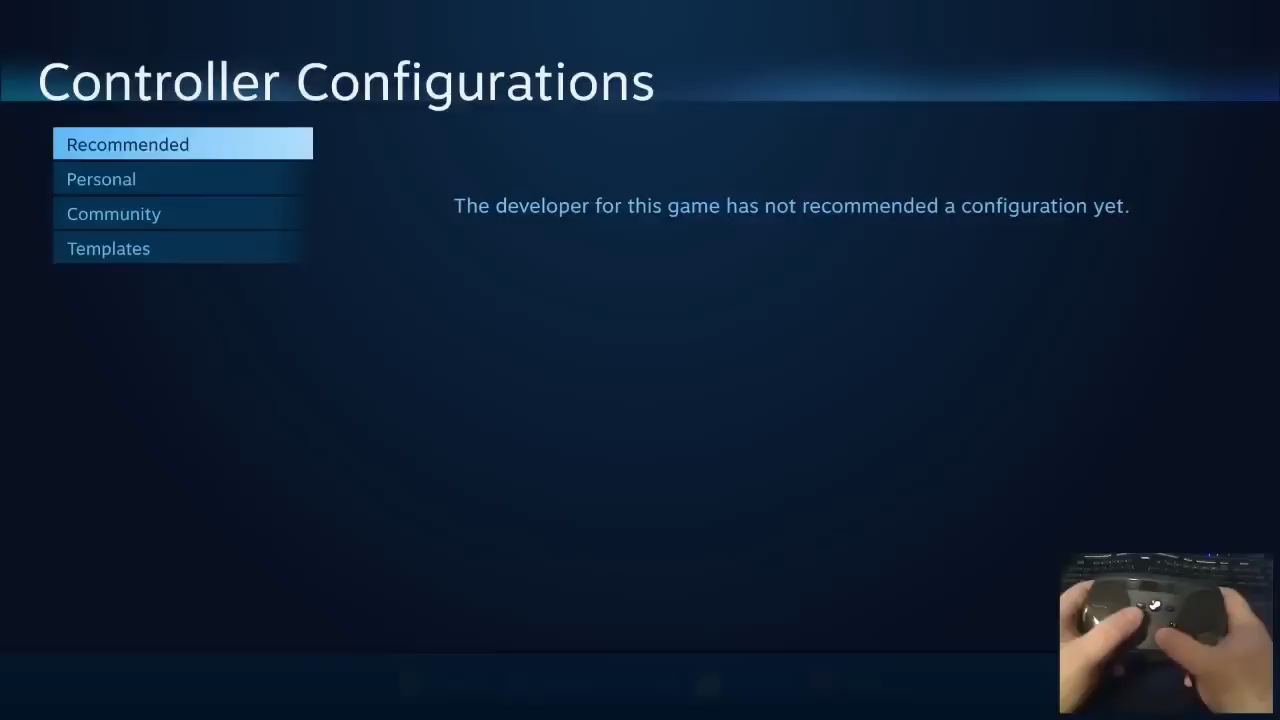 Controller Configurations
Recommended
Personal
Community
Templates
The developer for this game has not recommended a configuration yet.